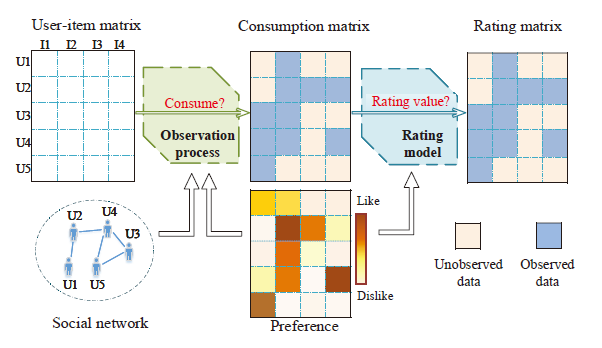 User-item matrix
Consumption matrix
Rating matrix
I1 I2 I3 I4
U1
U2
U3
U4
U5
Consume?
Observation
process
Rating value?
Rating
model
Like
Dislike
U2
U4
U3
U1
U5
Social network
Preference
Unobserved
data
Observed
data